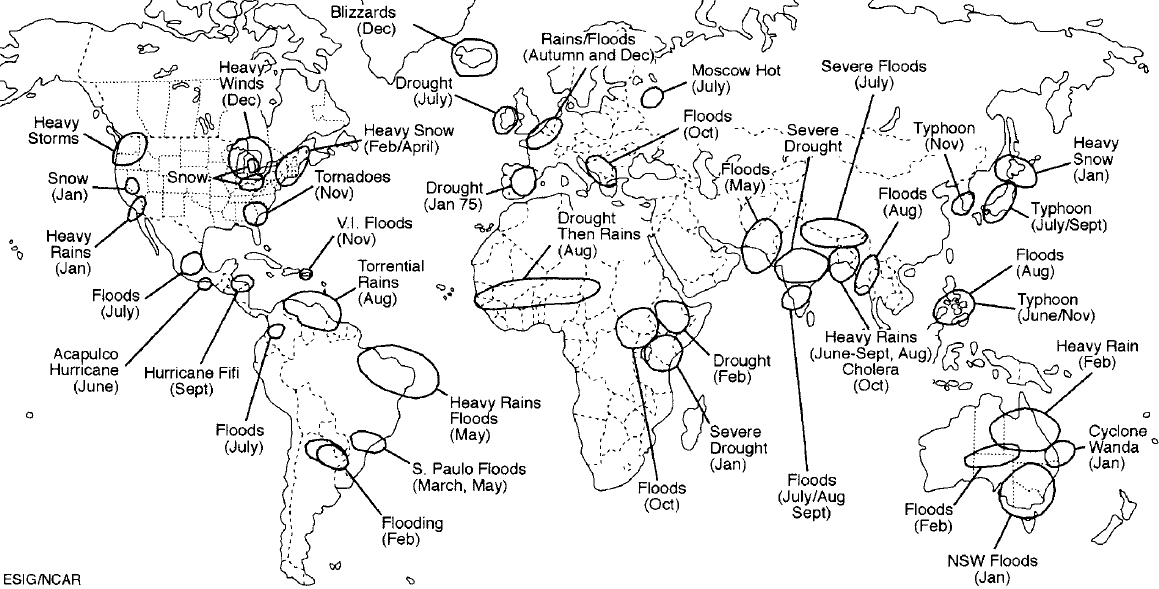 Blizzards
(Dec)
Rains/Floods
(Autumn and Dec)
Heavy
Winds
(Dec)
Drought
(July)
Moscow Hot
(July)
Severe Floods
(July)
Heavy
Storms
Heavy Snow
(Feb/April)
Floods
(Oct)
Severe
Drought
Typhoon
(Nov)
Heavy
Snow
(Jan)
Snow
(Jan)
Snow
Tornadoes
(Nov)
Drought
(Jan 75)
Floods
(May)
Floods
(Aug)
Typhoon
(July/Sept)
Heavy
Rains
(Jan)
V.I. Floods
(Nov)
Drought
Then Rains
(Aug)
Floods
(Aug)
Floods
(July)
Torrential
Rains
(Aug)
Typhoon
(June/Nov)
Acapulco
Hurricane
(June)
Hurricane Fifi
(Sept)
Drought
(Feb)
Heavy Rains
(June-Sept, Aug)
Cholera
(Oct)
Heavy Rain
(Feb)
Floods
(July)
Heavy Rains
Floods
(May)
Severe
Drought
(Jan)
Cyclone
Wanda
(Jan)
S. Paulo Floods
(March, May)
Floods
(Oct)
Floods
(July/Aug
Sept)
Floods
(Feb)
Flooding
(Feb)
NSW Floods
(Jan)
ESIG/NCAR